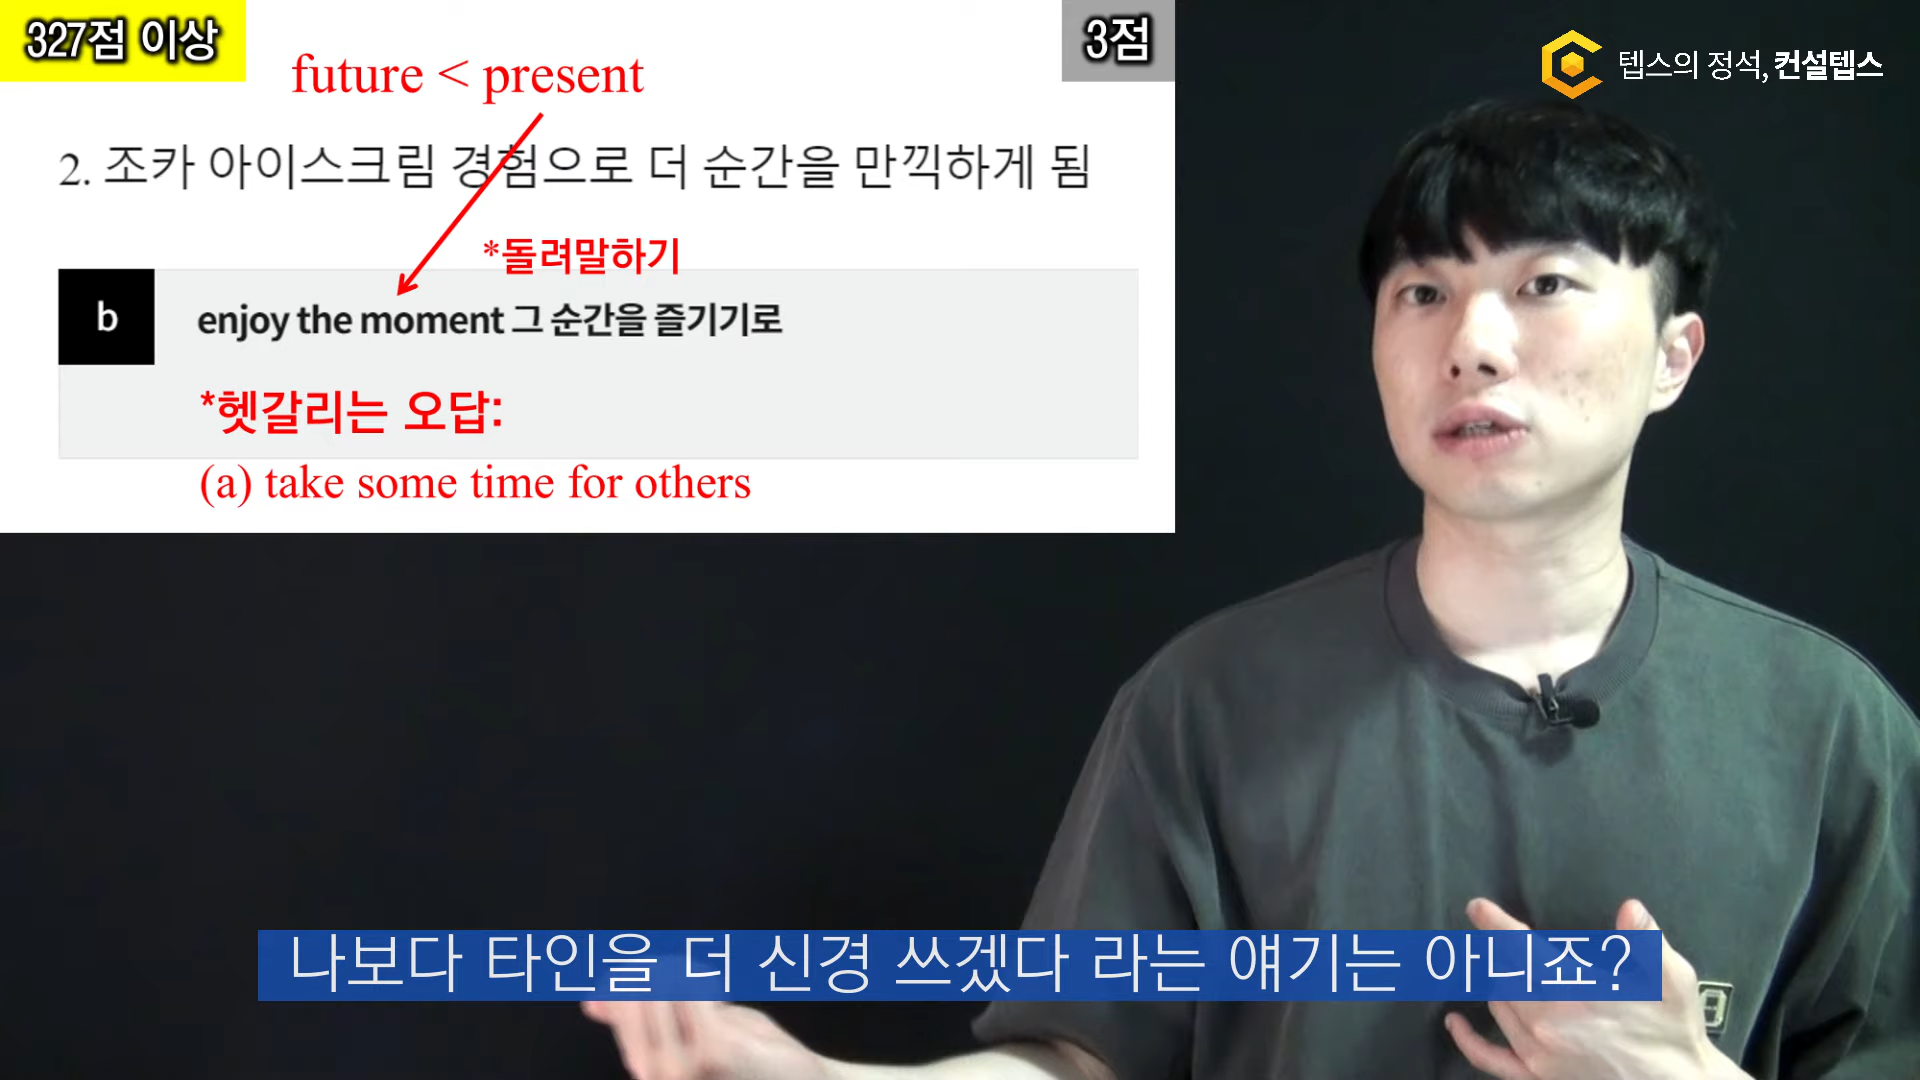 327점 이상
3점
텝스의 정석, 컨설텝스
future < present
2. 조카 아이스크림 경험으로 더 순간을 만끽하게 됨
*돌려말하기
b
enjoy the moment 그 순간을 즐기기로
*헷갈리는 오답:
(a) take some time for others
나보다 타인을 더 신경 쓰겠다 라는 얘기는 아니죠?